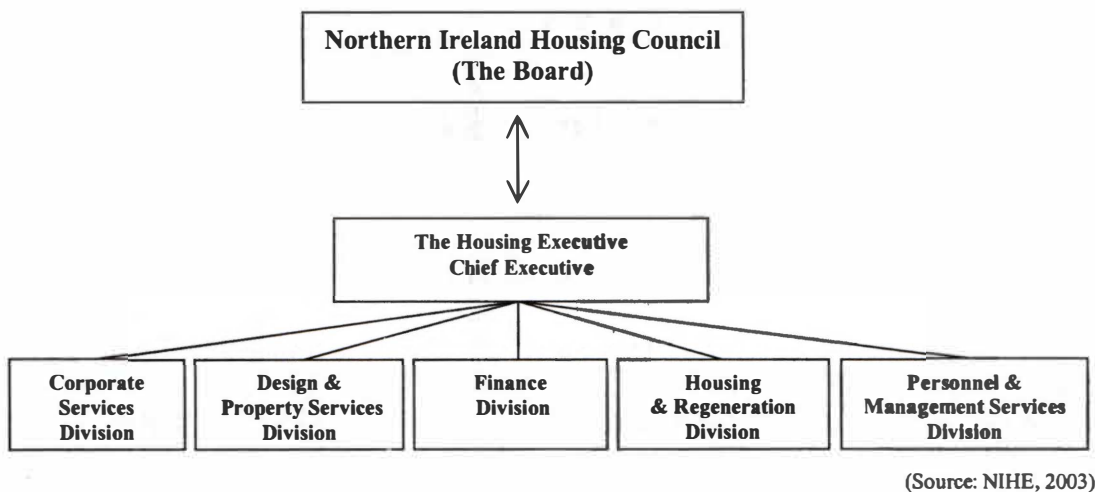 Northern Ireland Housing Council
(The Board)
The Housing Executive
Chief Executive
Corporate
Services
Division
Design &
Property Services
Division
Finance
Division
Housing
& Regeneration
Division
Personnel &
Management Services
Division
(Source: NIHE, 2003)